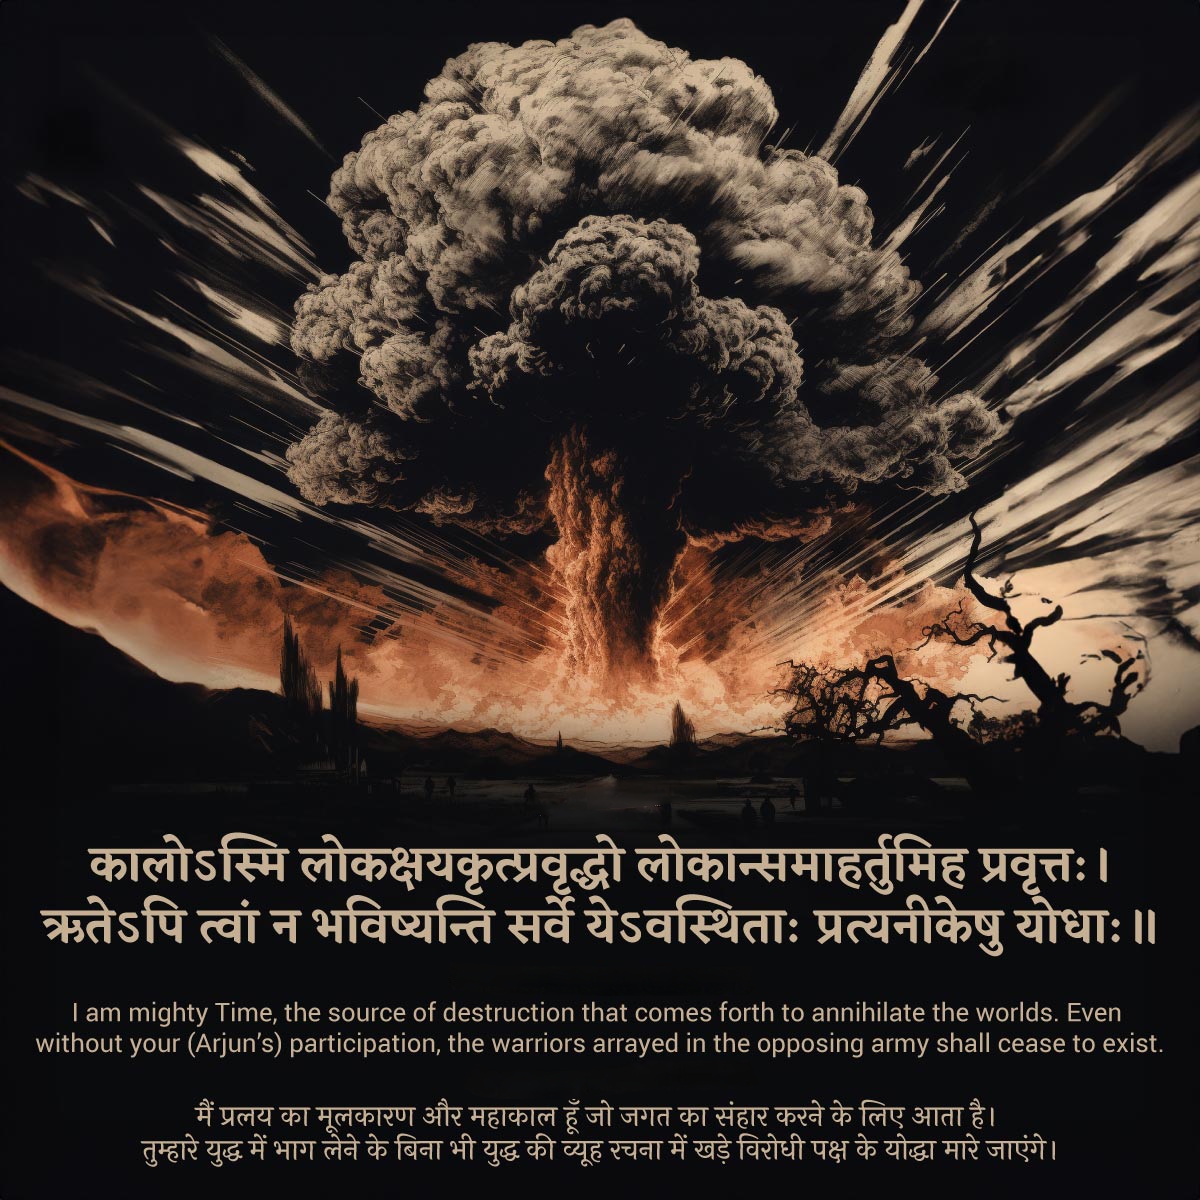 कालोऽस्मि लोकक्षयकृत्प्रवृद्धो लोकान्समाहर्तुमिह प्रवृत्तः।
ऋतेऽपि त्वां न भविष्यन्ति सर्वे येऽवस्थिताः प्रत्यनीकेषु योधाः॥
I am mighty Time, the source of destruction that comes forth to annihilate the worlds. Even
without your (Arjun’s) participation, the warriors arrayed in the opposing army shall cease to exist.
मैं प्रलय का मूलकारण और महाकाल हूँ जो जगत का संहार करने के लिए आता है।
तुम्हारे युद्ध में भाग लेने के बिना भी युद्ध की व्यूह रचना में खड़े विरोधी पक्ष के योद्धा मारे जाएंगे।